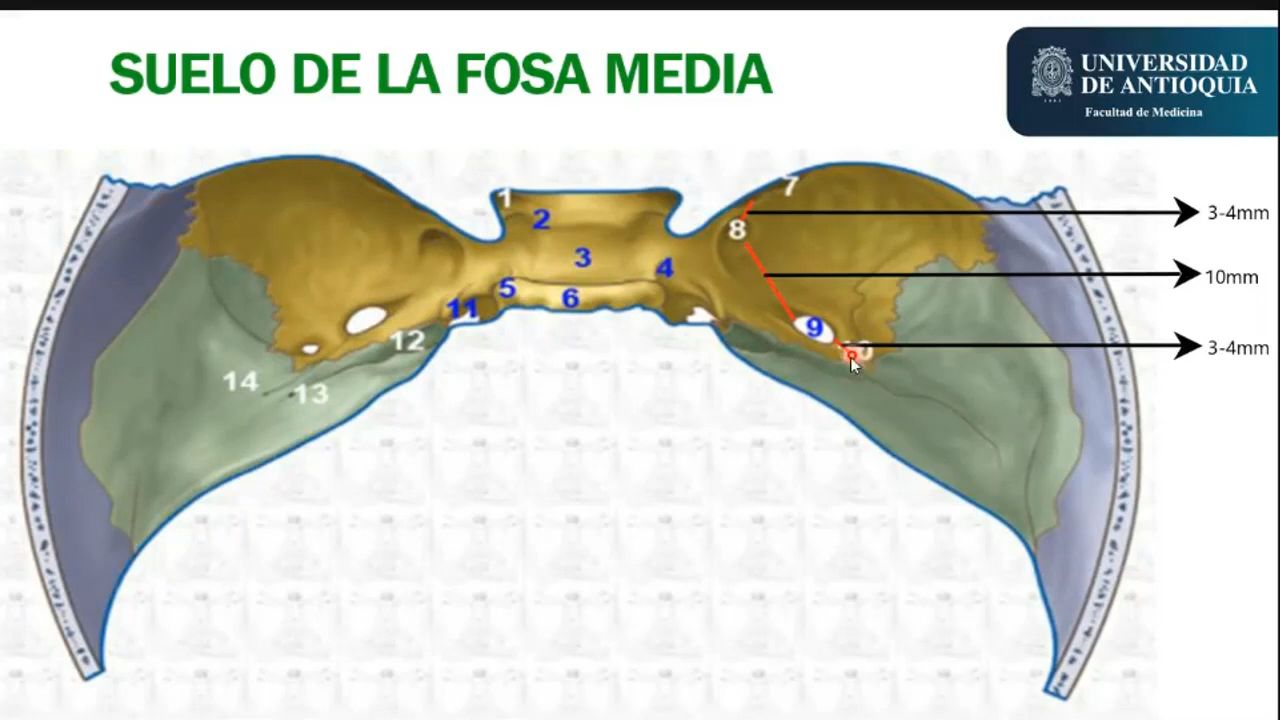 SUELO DE LA FOSA MEDIA
UNIVERSIDAD
DE ANTIOQUIA
Facultad de Medicina
1
2
3
4
5
6
7
8
9
10
11
12
13
14
3-4mm
10mm
3-4mm